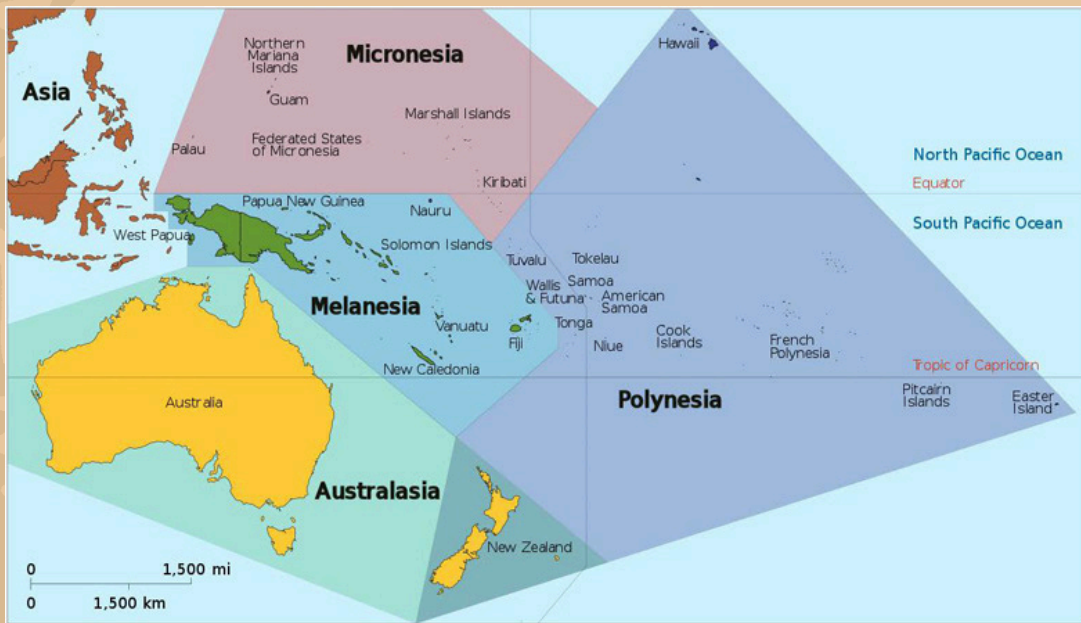 Asia
Micronesia
Northern
Mariana
Islands
Guam
Marshall Islands
Palau
Federated States
of Micronesia
Kiribati
Hawaii
North Pacific Ocean
Equator
South Pacific Ocean
Papua New Guinea
Nauru
West Papua
Solomon Islands
Melanesia
Vanuatu
Fiji
New Caledonia
Tuvalu
Tokelau
Wallis
& Futuna
Samoa
American
Samoa
Tonga
Niue
Cook
Islands
French
Polynesia
Tropic of Capricorn
Pitcairn
Islands
Easter
Island
Polynesia
Australia
Australasia
New Zealand
0 1,500 mi
0 1,500 km